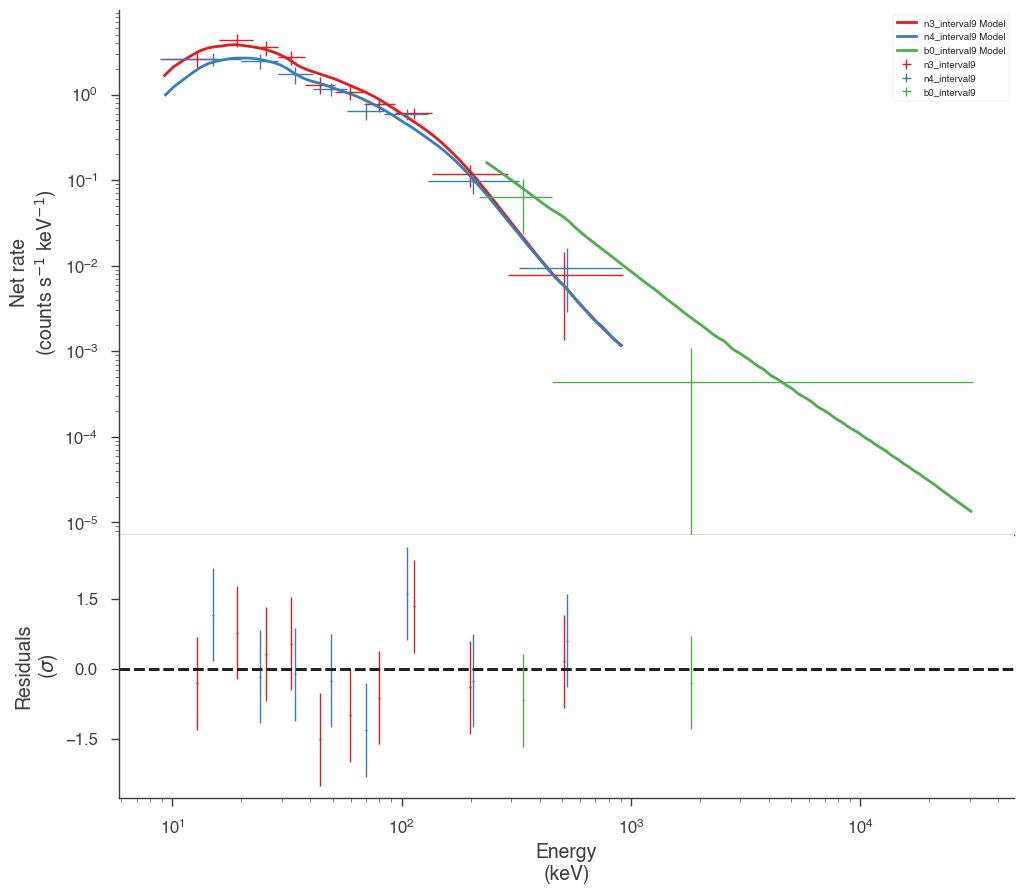 n3_interval9 Model
n4_interval9 Model
b0_interval9 Model
n3_interval9
n4_interval9
b0_interval9
10⁰
10⁻¹
10⁻²
10⁻³
10⁻⁴
10⁻⁵
Net rate
(counts s⁻¹ keV⁻¹)
1.5
0.0
−1.5
Residuals
(σ)
10¹ 10² 10³ 10⁴
Energy
(keV)